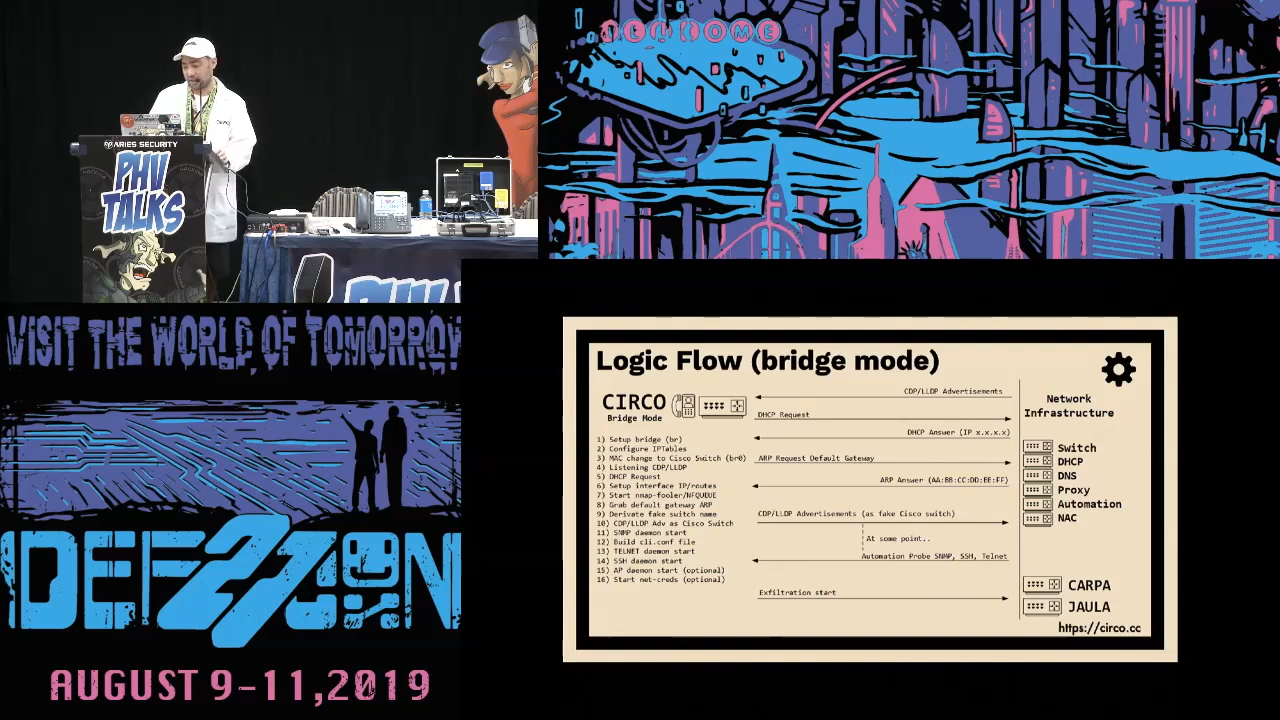 WELCOME
ARIES SECURITY
PHV
TALKS
PHV
VISIT THE WORLD OF TOMORROW
DEF 27 CON
AUGUST 9-11,2019
Logic Flow (bridge mode)
CIRCO
Bridge Mode
1) Setup bridge (br)
2) Configure IPTables
3) MAC change to Cisco Switch (br0)
4) Listening CDP/LLDP
5) DHCP Request
6) Setup interface IP/routes
7) Start nmap-fooler/NFQUEUE
8) Grab default gateway ARP
9) Derivate fake switch name
10) CDP/LLDP Adv as Cisco Switch
11) SNMP daemon start
12) Build cli.conf file
13) TELNET daemon start
14) SSH daemon start
15) AP daemon start (optional)
16) Start net-creds (optional)
CDP/LLDP Advertisements
DHCP Request
DHCP Answer (IP x.x.x.x)
ARP Request Default Gateway
ARP Answer (AA:BB:CC:DD:EE:FF)
CDP/LLDP Advertisements (as fake Cisco switch)
At some point..
Automation Probe SNMP, SSH, Telnet
Exfiltration start
Network
Infrastructure
Switch
DHCP
DNS
Proxy
Automation
NAC
CARPA
JAULA
https://circo.cc